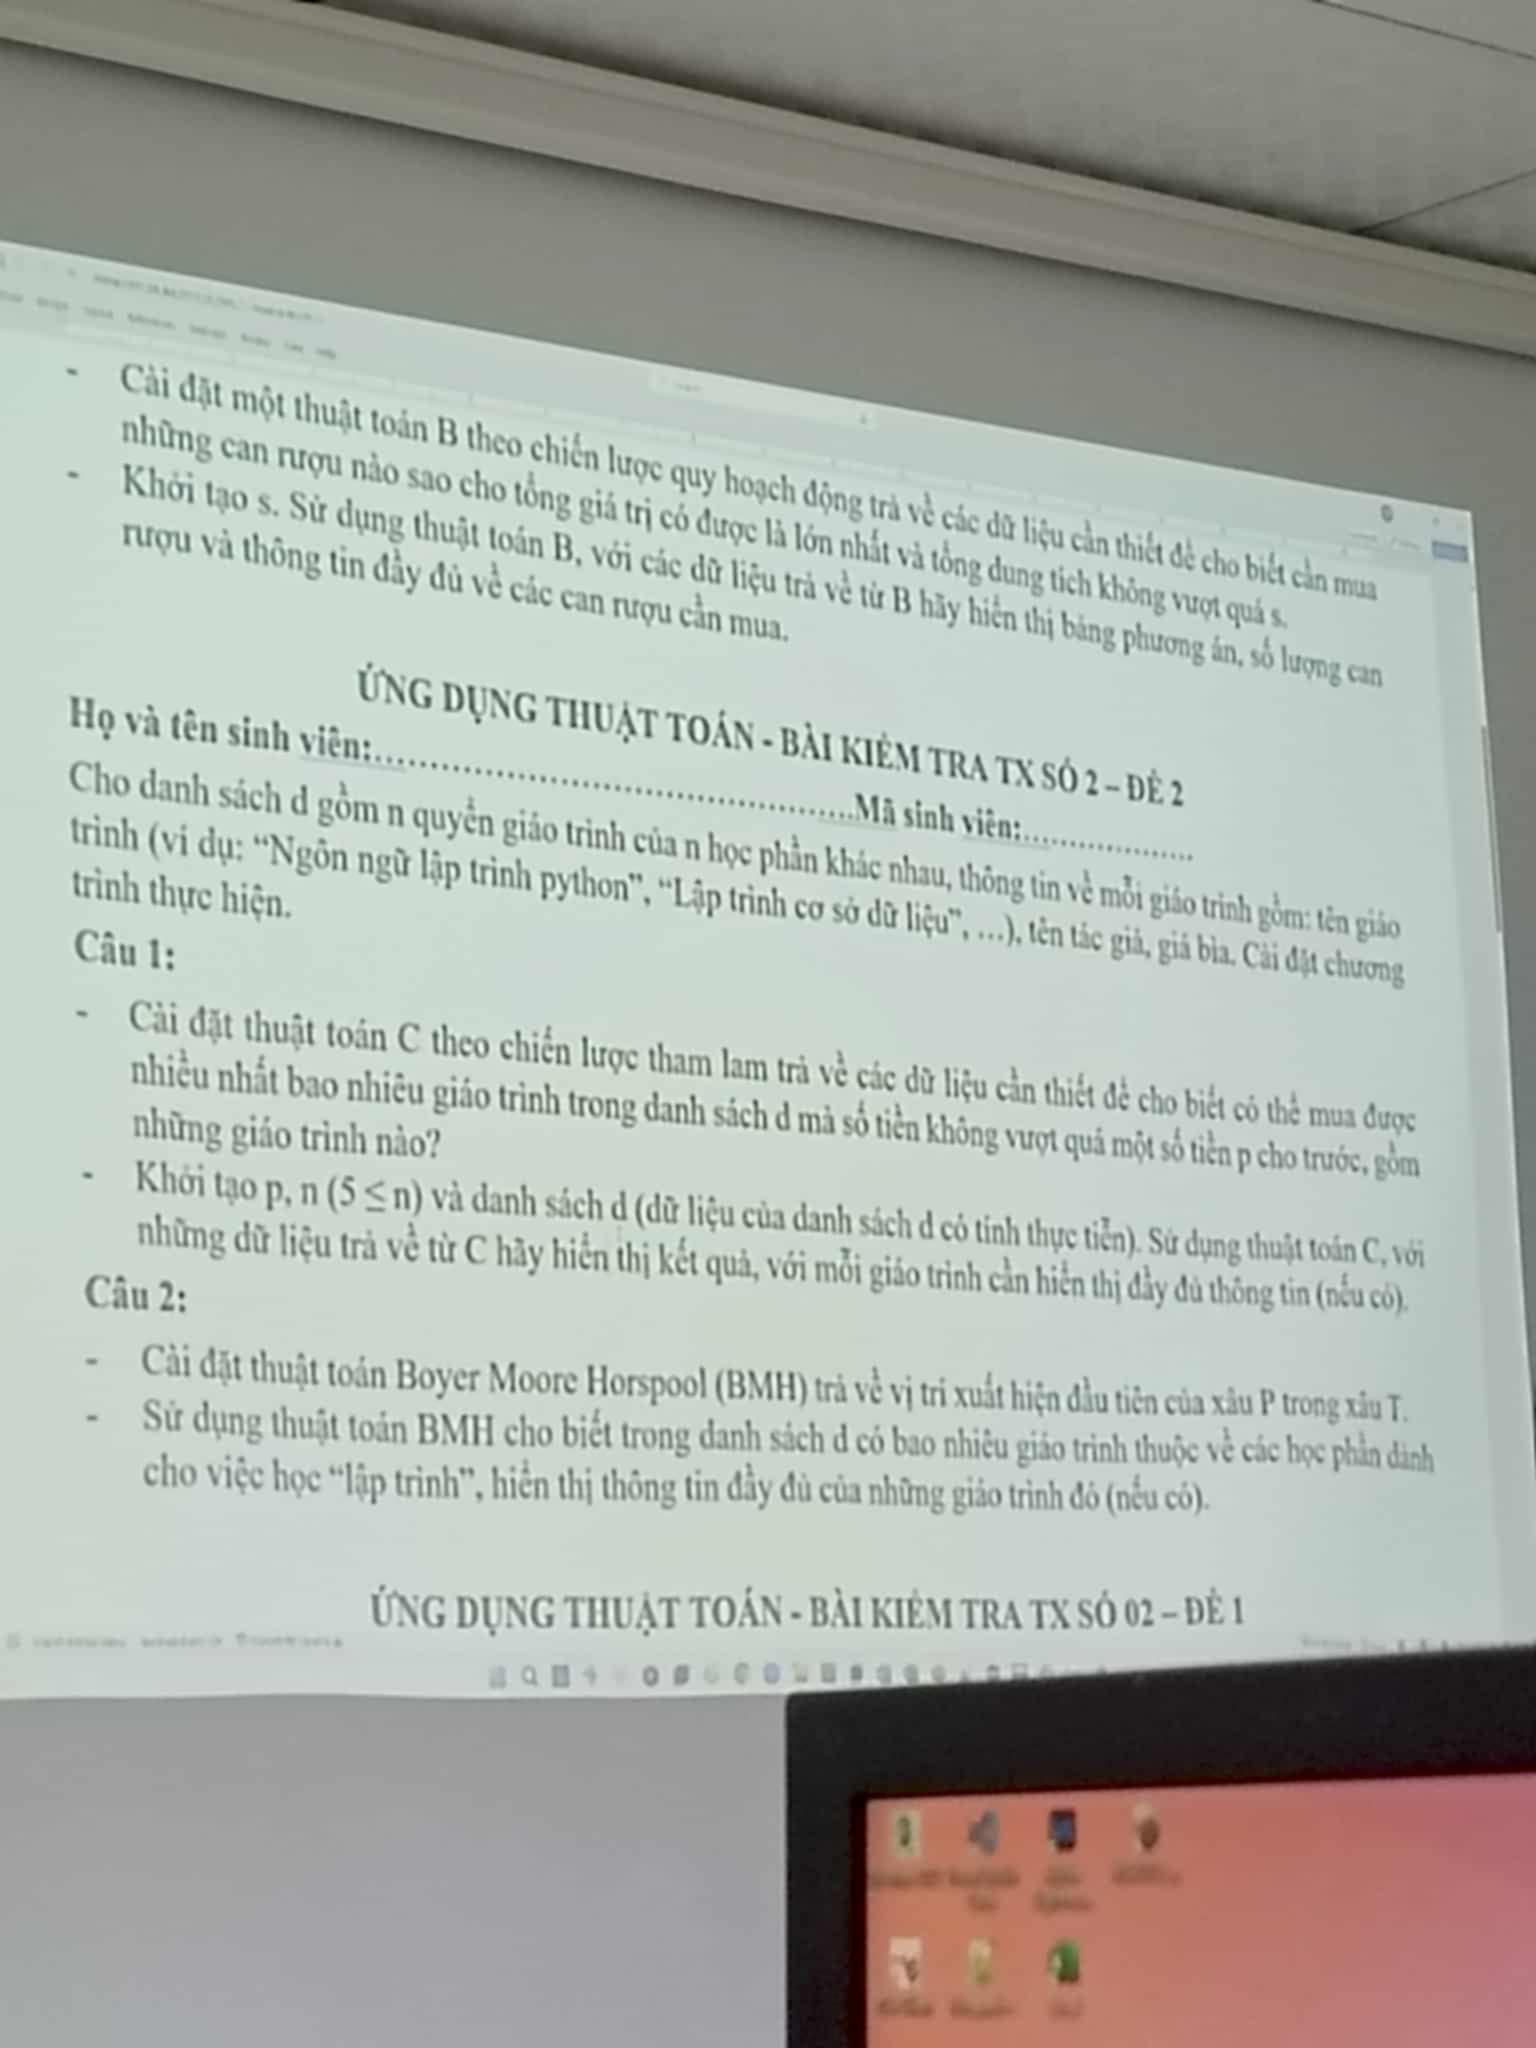 - Cài đặt một thuật toán B theo chiến lược quy hoạch động trả về các dữ liệu cần thiết để cho biết cần mua
những can rượu nào sao cho tổng giá trị có được là lớn nhất và tổng dung tích không vượt quá s.
- Khởi tạo s. Sử dụng thuật toán B, với các dữ liệu trả về từ B hãy hiển thị bảng phương án, số lượng can
rượu và thông tin đầy đủ về các can rượu cần mua.
ỨNG DỤNG THUẬT TOÁN - BÀI KIỂM TRA TX SỐ 2 – ĐỀ 2
Họ và tên sinh viên:..........................................................Mã sinh viên:.....................
Cho danh sách d gồm n quyển giáo trình của n học phần khác nhau, thông tin về mỗi giáo trình gồm: tên giáo
trình (ví dụ: “Ngôn ngữ lập trình python”, “Lập trình cơ sở dữ liệu”, …), tên tác giả, giá bìa. Cài đặt chương
trình thực hiện.
Câu 1:
- Cài đặt thuật toán C theo chiến lược tham lam trả về các dữ liệu cần thiết để cho biết có thể mua được
nhiều nhất bao nhiêu giáo trình trong danh sách d mà số tiền không vượt quá một số tiền p cho trước, gồm
những giáo trình nào?
- Khởi tạo p, n (5 ≤ n) và danh sách d (dữ liệu của danh sách d có tính thực tiễn). Sử dụng thuật toán C, với
những dữ liệu trả về từ C hãy hiển thị kết quả, với mỗi giáo trình cần hiển thị đầy đủ thông tin (nếu có).
Câu 2:
- Cài đặt thuật toán Boyer Moore Horspool (BMH) trả về vị trí xuất hiện đầu tiên của xâu P trong xâu T.
- Sử dụng thuật toán BMH cho biết trong danh sách d có bao nhiêu giáo trình thuộc về các học phần dành
cho việc học “lập trình”, hiển thị thông tin đầy đủ của những giáo trình đó (nếu có).
ỨNG DỤNG THUẬT TOÁN - BÀI KIỂM TRA TX SỐ 02 – ĐỀ 1